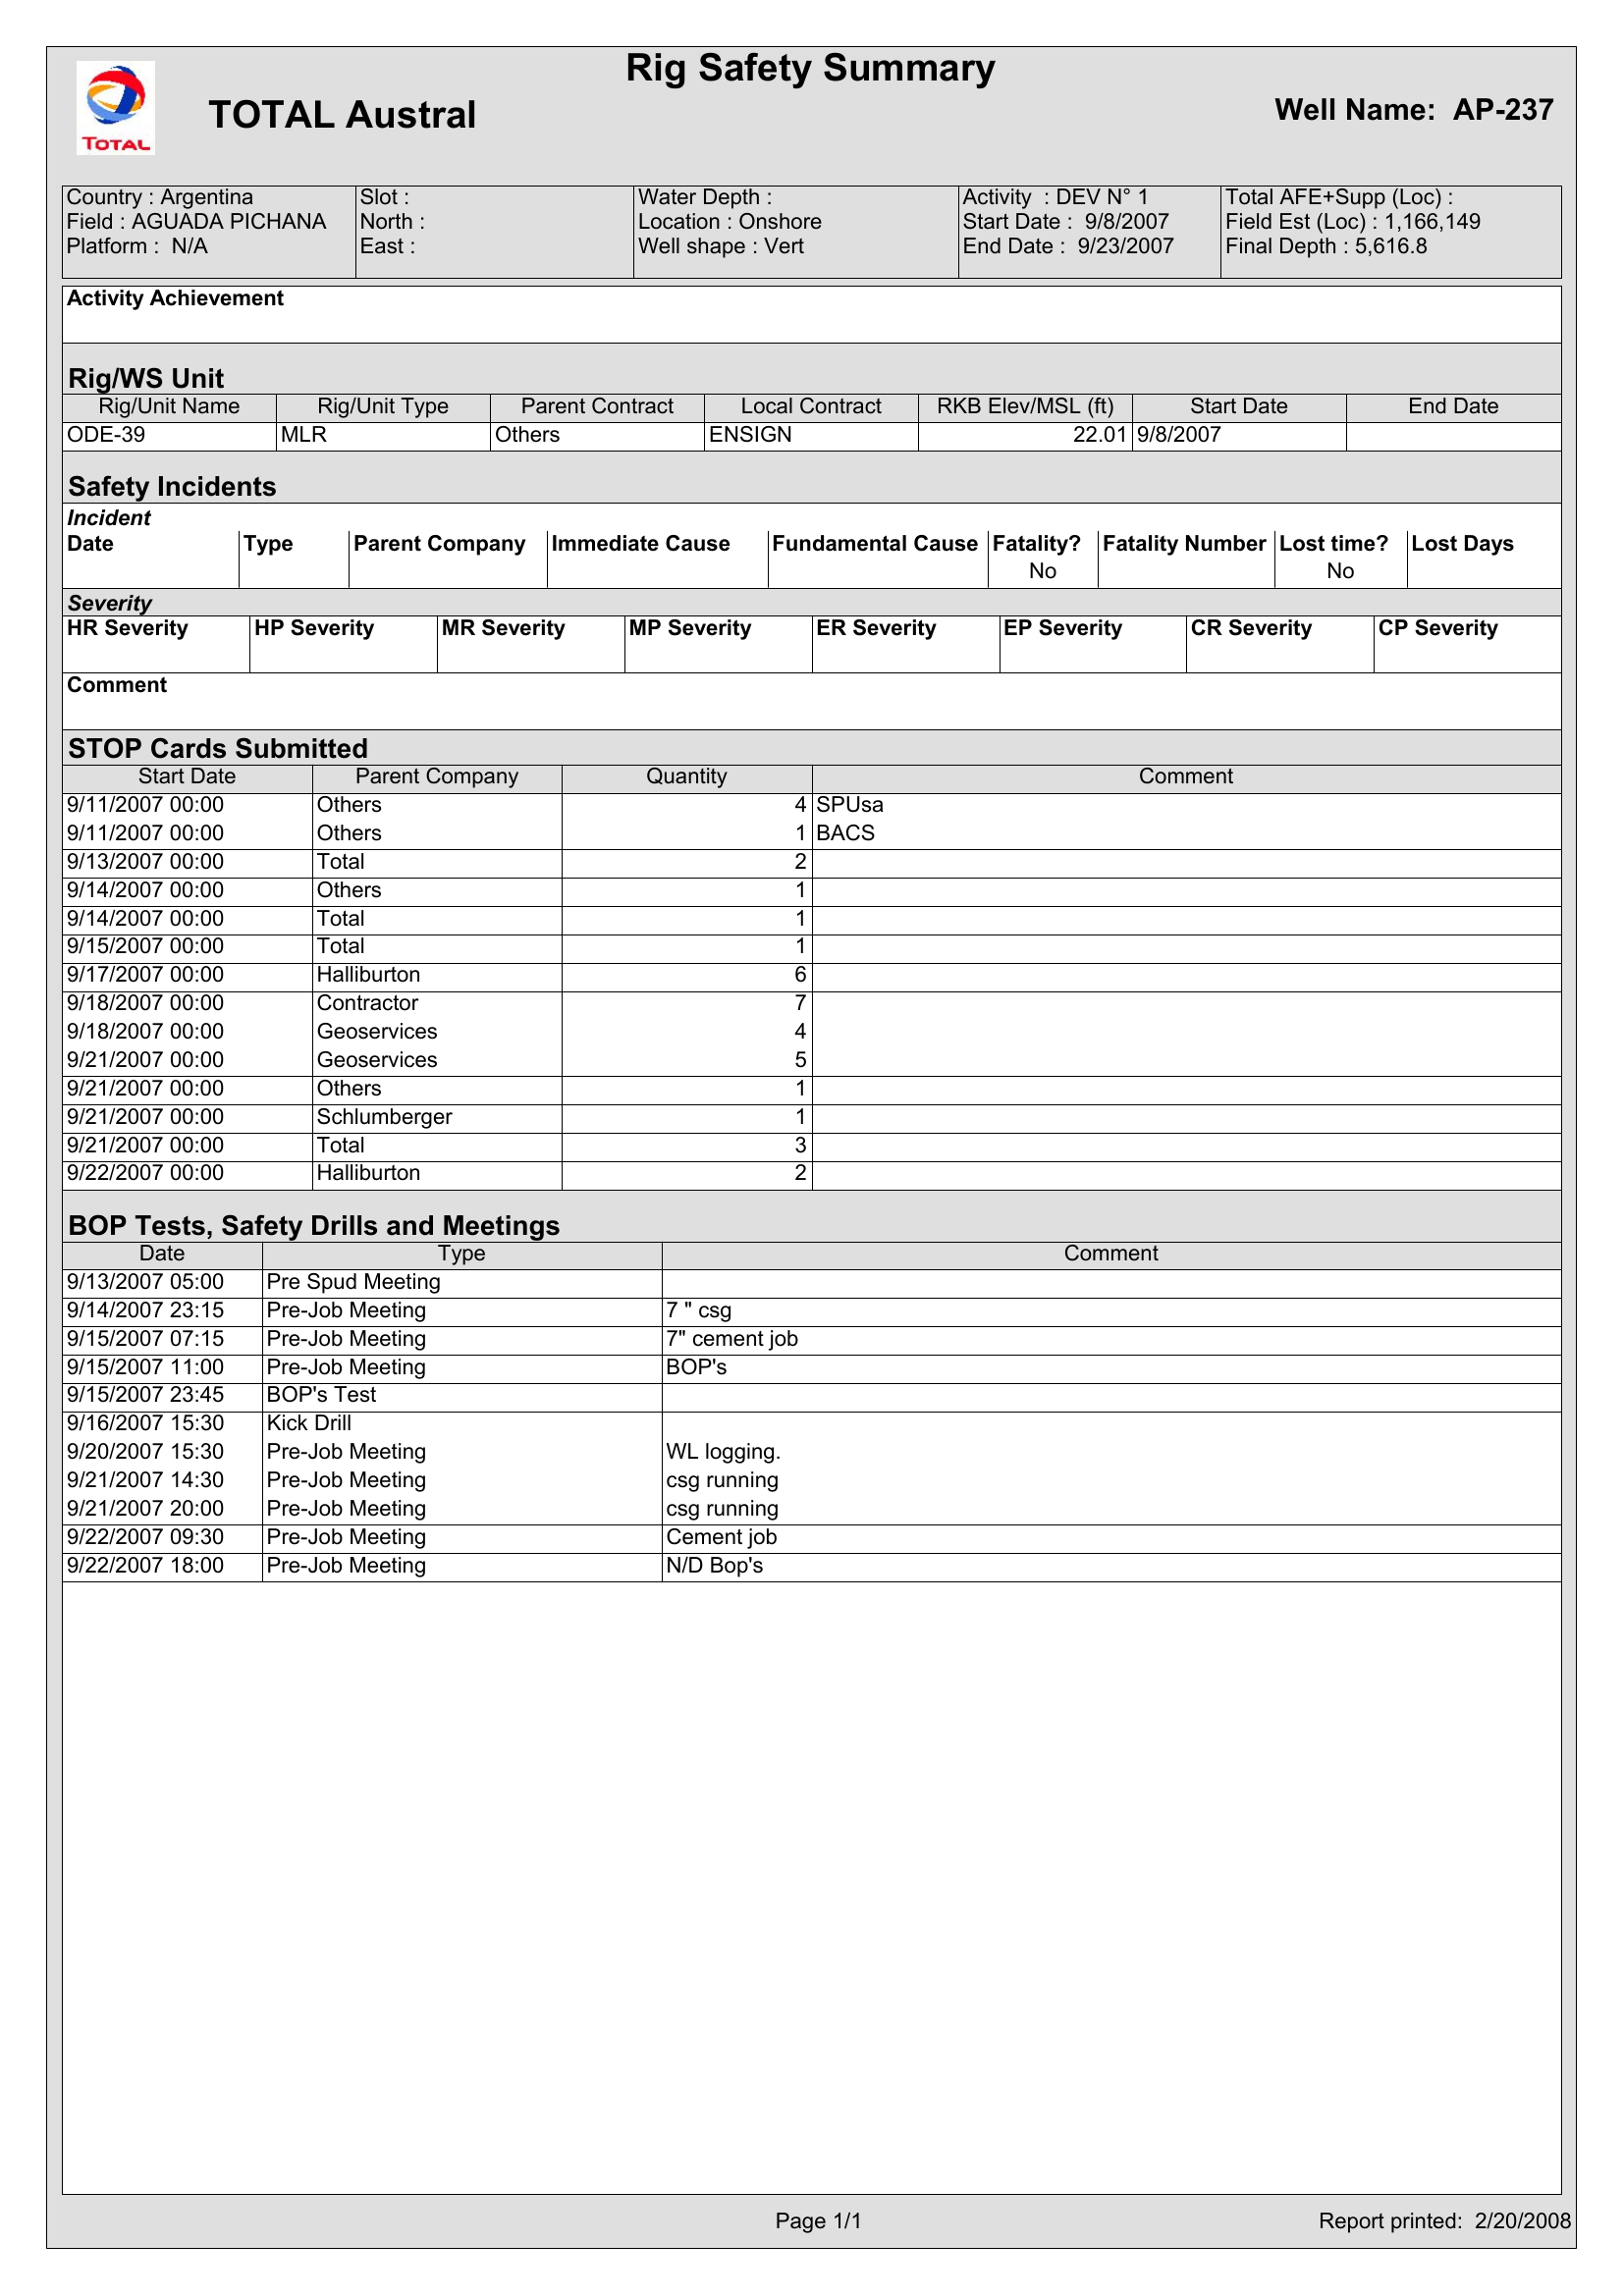 Rig Safety Summary
TOTAL
TOTAL Austral
Well Name: AP-237
Country : Argentina Slot : Water Depth : Activity : DEV N° 1 Total AFE+Supp (Loc) :
Field : AGUADA PICHANA North : Location : Onshore Start Date : 9/8/2007 Field Est (Loc) : 1,166,149
Platform : N/A East : Well shape : Vert End Date : 9/23/2007 Final Depth : 5,616.8
Activity Achievement
Rig/WS Unit
Rig/Unit Name Rig/Unit Type Parent Contract Local Contract RKB Elev/MSL (ft) Start Date End Date
ODE-39 MLR Others ENSIGN 22.01 9/8/2007
Safety Incidents
Incident
Date Type Parent Company Immediate Cause Fundamental Cause Fatality? Fatality Number Lost time? Lost Days
No No
Severity
HR Severity HP Severity MR Severity MP Severity ER Severity EP Severity CR Severity CP Severity
Comment
STOP Cards Submitted
Start Date Parent Company Quantity Comment
9/11/2007 00:00 Others 4 SPUsa
9/11/2007 00:00 Others 1 BACS
9/13/2007 00:00 Total 2
9/14/2007 00:00 Others 1
9/14/2007 00:00 Total 1
9/15/2007 00:00 Total 1
9/17/2007 00:00 Halliburton 6
9/18/2007 00:00 Contractor 7
9/18/2007 00:00 Geoservices 4
9/21/2007 00:00 Geoservices 5
9/21/2007 00:00 Others 1
9/21/2007 00:00 Schlumberger 1
9/21/2007 00:00 Total 3
9/22/2007 00:00 Halliburton 2
BOP Tests, Safety Drills and Meetings
Date Type Comment
9/13/2007 05:00 Pre Spud Meeting
9/14/2007 23:15 Pre-Job Meeting 7 " csg
9/15/2007 07:15 Pre-Job Meeting 7" cement job
9/15/2007 11:00 Pre-Job Meeting BOP's
9/15/2007 23:45 BOP's Test
9/16/2007 15:30 Kick Drill
9/20/2007 15:30 Pre-Job Meeting WL logging.
9/21/2007 14:30 Pre-Job Meeting csg running
9/21/2007 20:00 Pre-Job Meeting csg running
9/22/2007 09:30 Pre-Job Meeting Cement job
9/22/2007 18:00 Pre-Job Meeting N/D Bop's
Page 1/1 Report printed: 2/20/2008